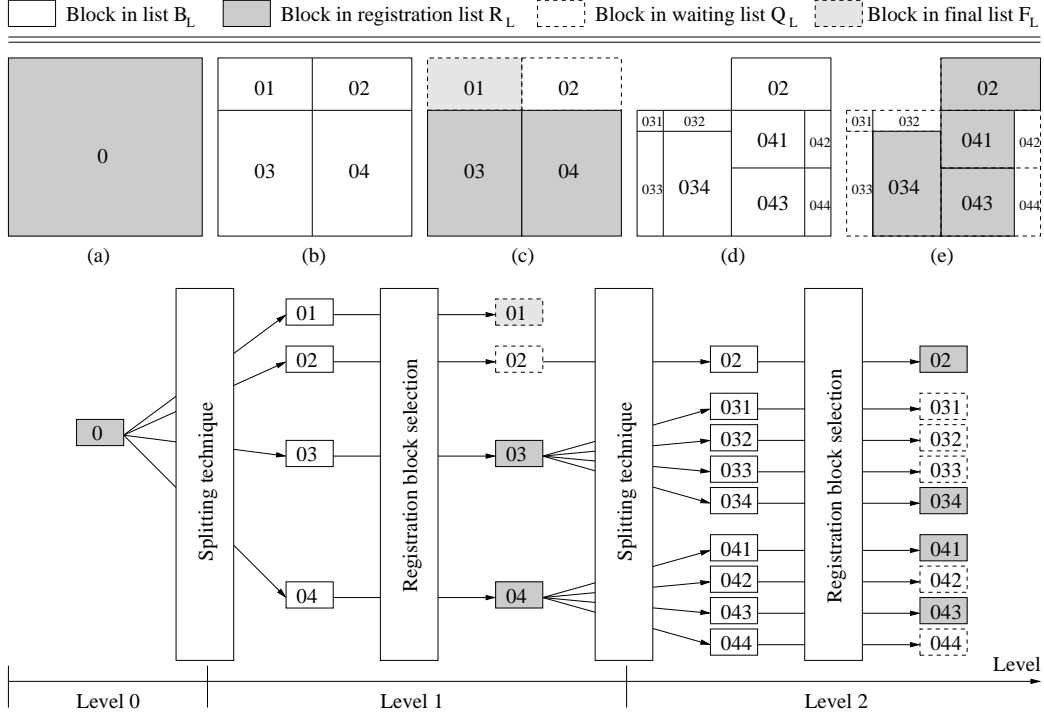 Block in list B_L Block in registration list R_L Block in waiting list Q_L Block in final list F_L
0
01 02
03 04
01 02
03 04
02
031 032
041 042
033 034
043 044
02
031 032
041 042
033 034
043 044
(a) (b) (c) (d) (e)
01 01
02 02 02 02
031 031
0 032 032
03 03 033 033
034 034
041 041
042 042
04 04 043 043
044 044
Splitting technique
Registration block selection
Splitting technique
Registration block selection
Level
Level 0 Level 1 Level 2